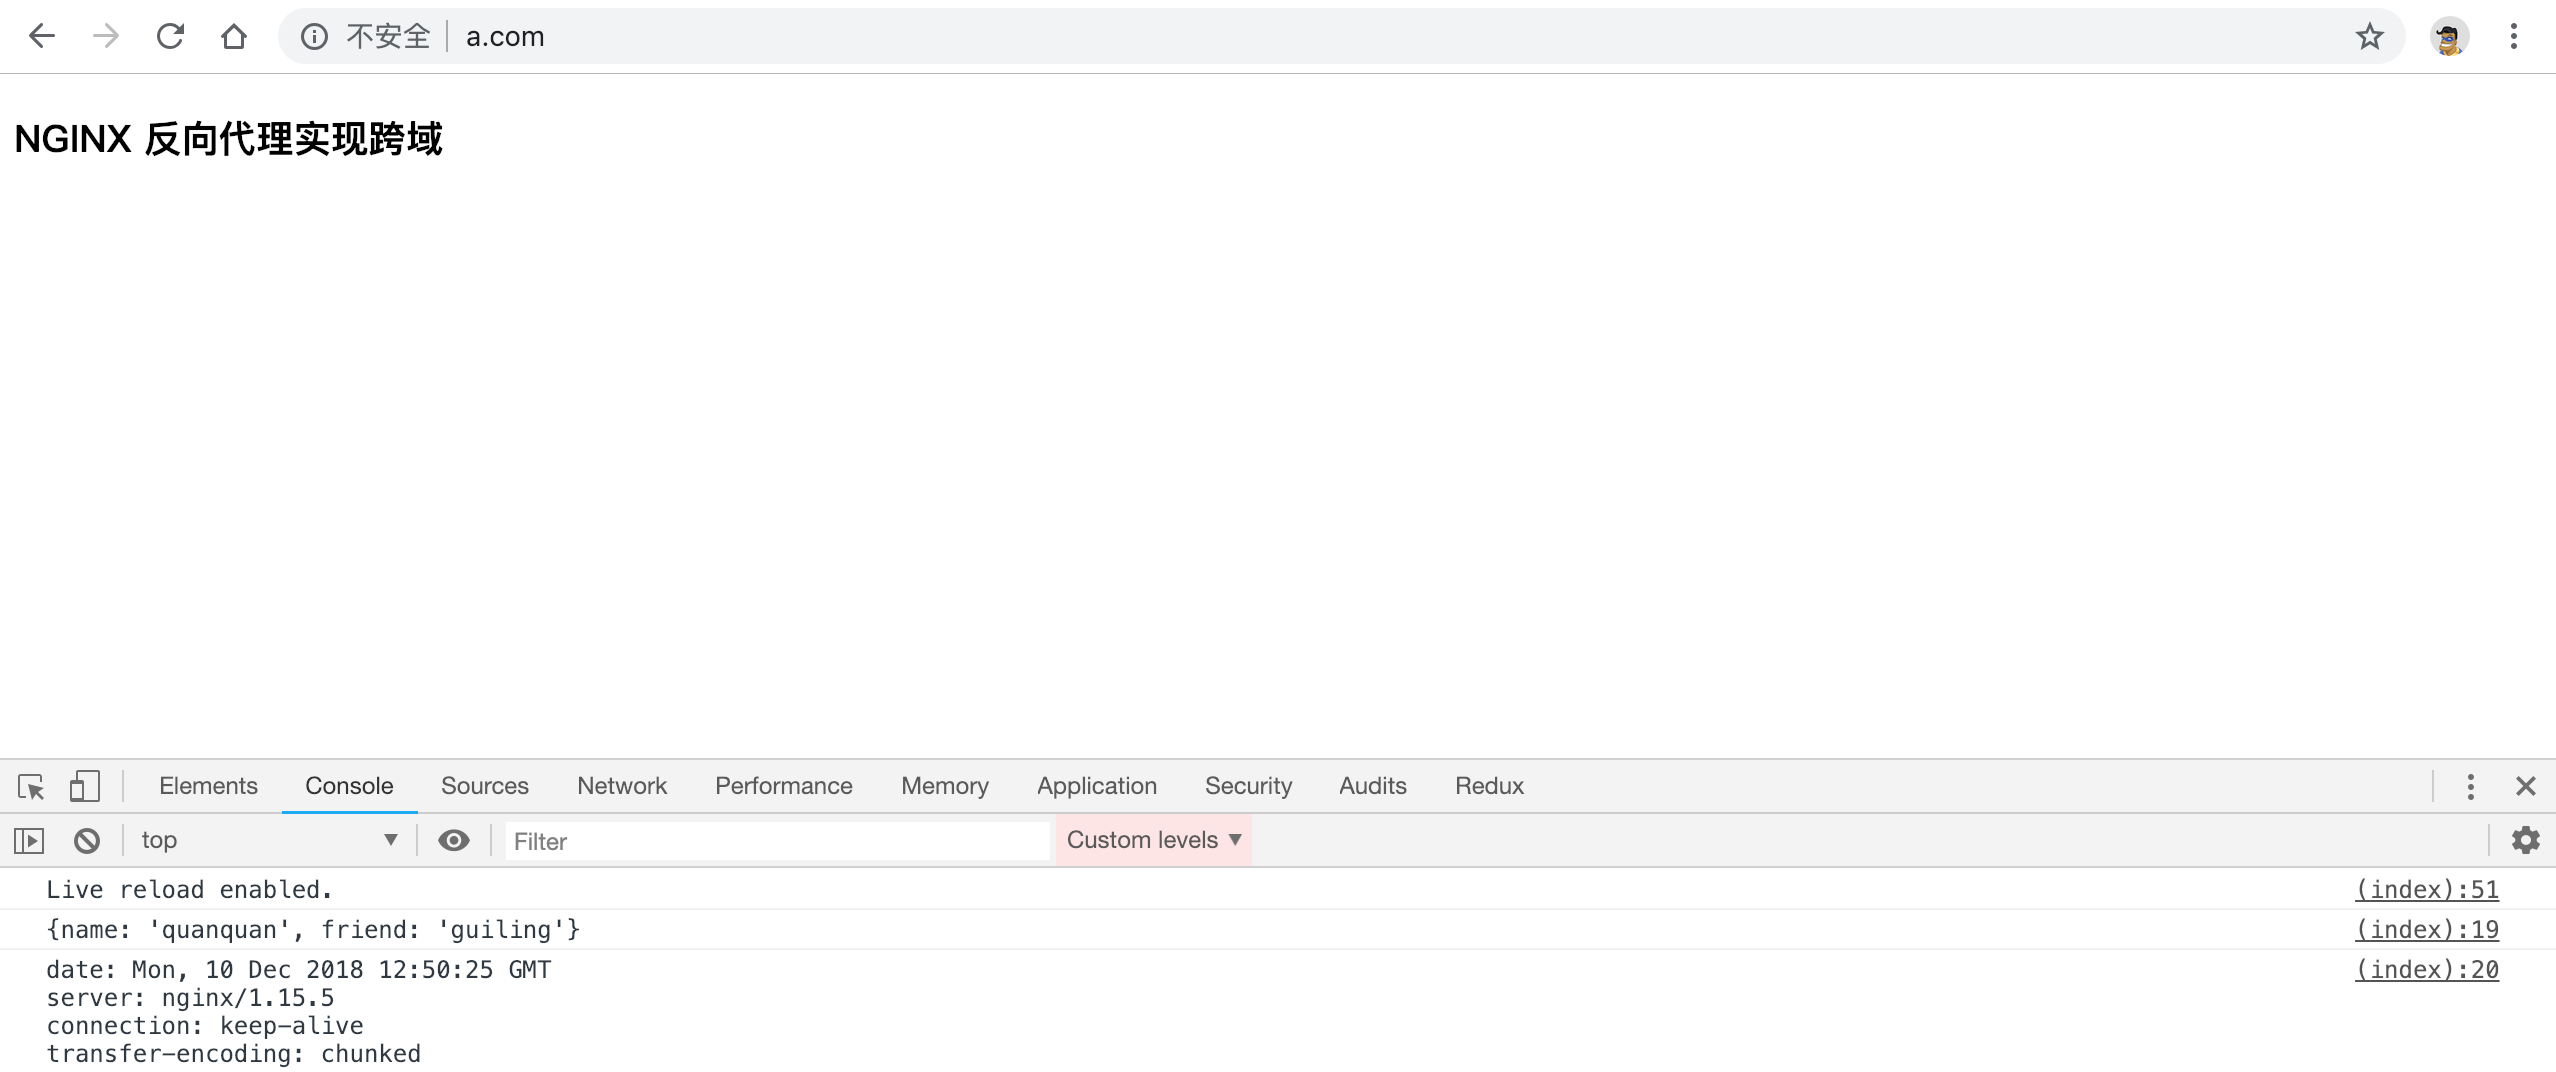 不安全 a.com
NGINX 反向代理实现跨域
Elements Console Sources Network Performance Memory Application Security Audits Redux
top Filter Custom levels
Live reload enabled. (index):51
{name: 'quanquan', friend: 'guiling'} (index):19
date: Mon, 10 Dec 2018 12:50:25 GMT (index):20
server: nginx/1.15.5
connection: keep-alive
transfer-encoding: chunked